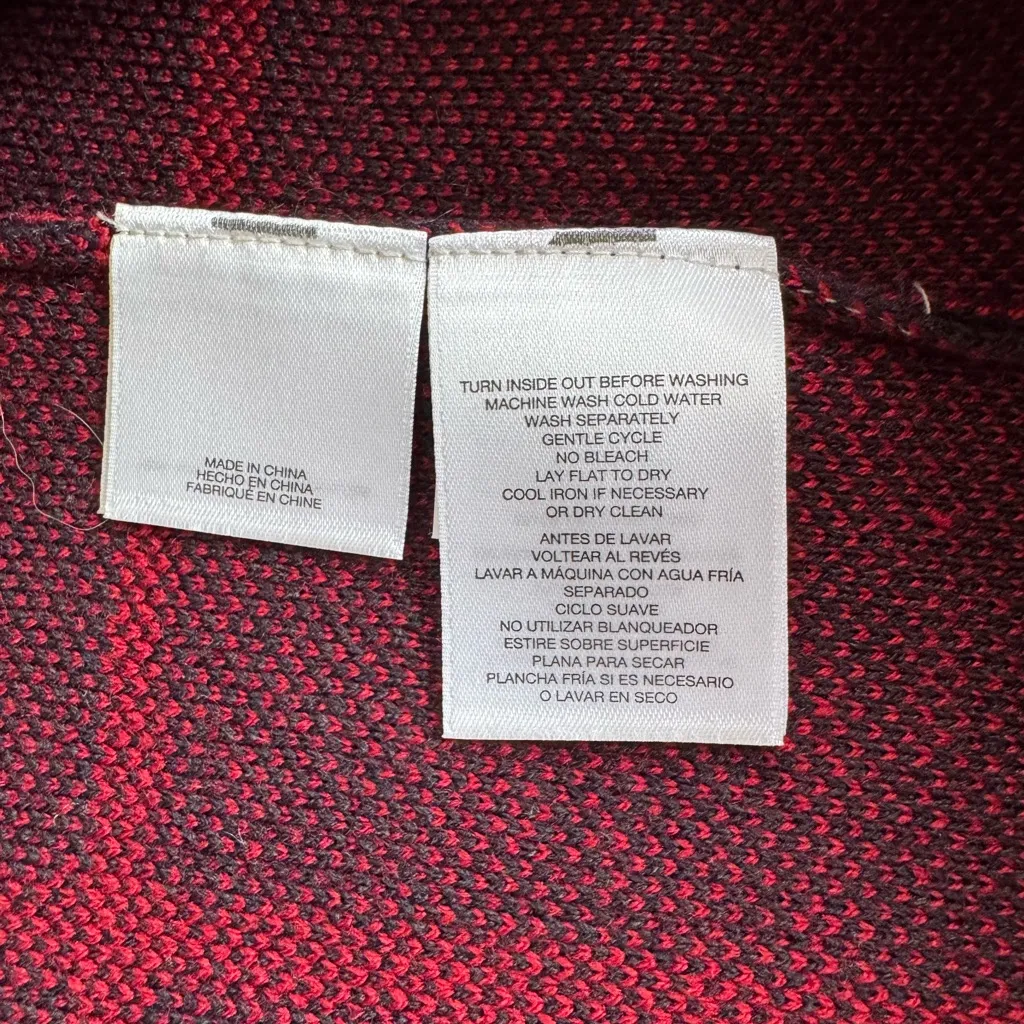 MADE IN CHINA
HECHO EN CHINA
FABRIQUÉ EN CHINE
TURN INSIDE OUT BEFORE WASHING
MACHINE WASH COLD WATER
WASH SEPARATELY
GENTLE CYCLE
NO BLEACH
LAY FLAT TO DRY
COOL IRON IF NECESSARY
OR DRY CLEAN
ANTES DE LAVAR
VOLTEAR AL REVÉS
LAVAR A MÁQUINA CON AGUA FRÍA
SEPARADO
CICLO SUAVE
NO UTILIZAR BLANQUEADOR
ESTIRE SOBRE SUPERFICIE
PLANA PARA SECAR
PLANCHA FRÍA SI ES NECESARIO
O LAVAR EN SECO